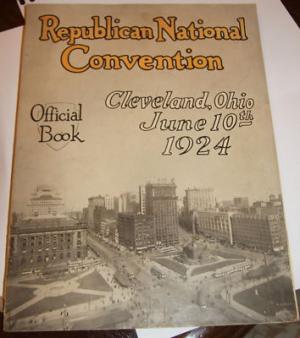 Republican National
Convention
Cleveland, Ohio
Official
June 10th
Book
1924